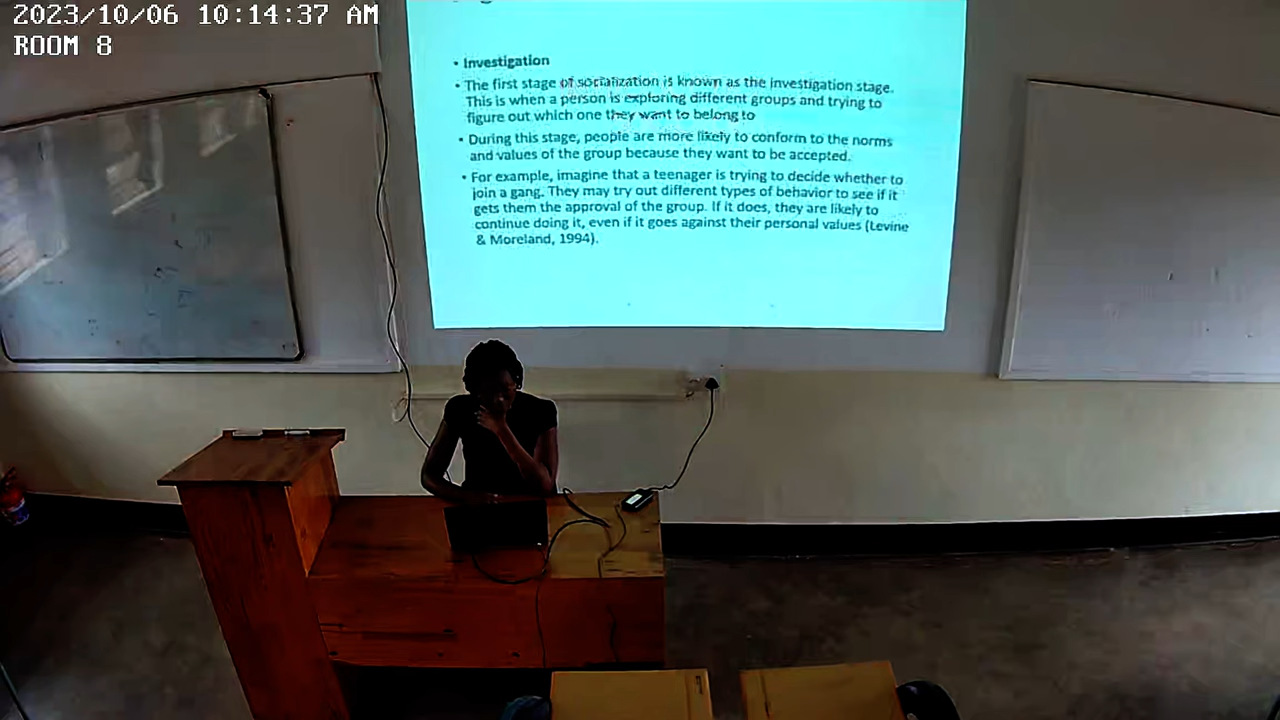 2023/10/06 10:14:37 AM
ROOM 8
• Investigation
• The first stage of socialization is known as the investigation stage.
This is when a person is exploring different groups and trying to
figure out which one they want to belong to
• During this stage, people are more likely to conform to the norms
and values of the group because they want to be accepted.
• For example, imagine that a teenager is trying to decide whether to
join a gang. They may try out different types of behavior to see if it
gets them the approval of the group. If it does, they are likely to
continue doing it, even if it goes against their personal values (Levine
& Moreland, 1994).